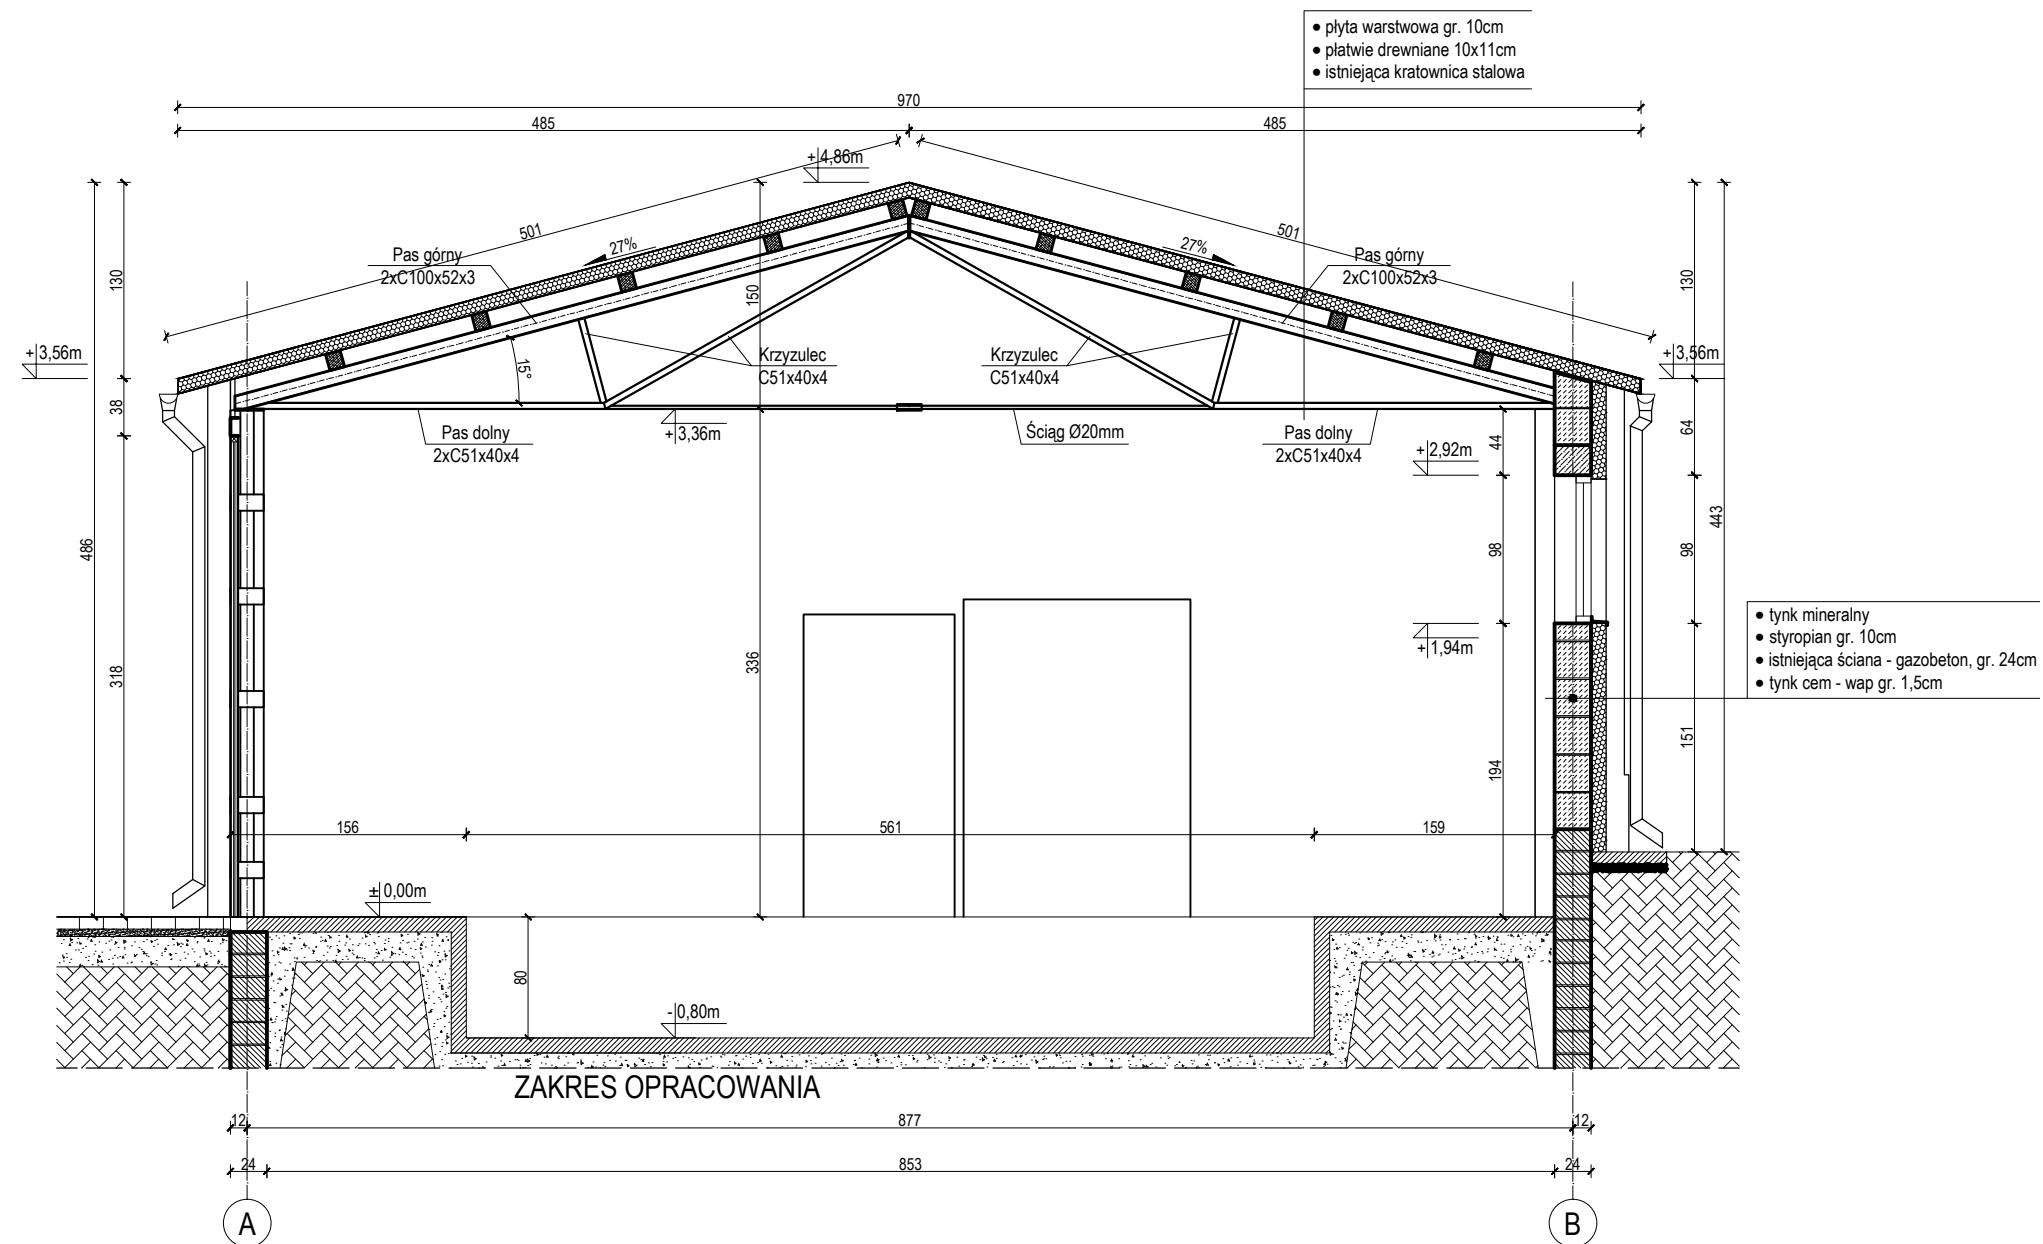 ● płyta warstwowa gr. 10cm
● płatwie drewniane 10x11cm
● istniejąca kratownica stalowa
970
485
485
+4,86m
501
27%
27%
501
Pas górny
2xC100x52x3
Pas górny
2xC100x52x3
130
150
130
+3,56m
+3,56m
15°
Krzyzulec
C51x40x4
Krzyzulec
C51x40x4
38
+3,36m
Pas dolny
2xC51x40x4
Ściąg Ø20mm
Pas dolny
2xC51x40x4
44
64
+2,92m
486
98
98
443
318
336
+1,94m
● tynk mineralny
● styropian gr. 10cm
● istniejąca ściana - gazobeton, gr. 24cm
● tynk cem - wap gr. 1,5cm
194
151
156
561
159
±0,00m
80
-0,80m
ZAKRES OPRACOWANIA
12
877
12
24
853
24
A
B